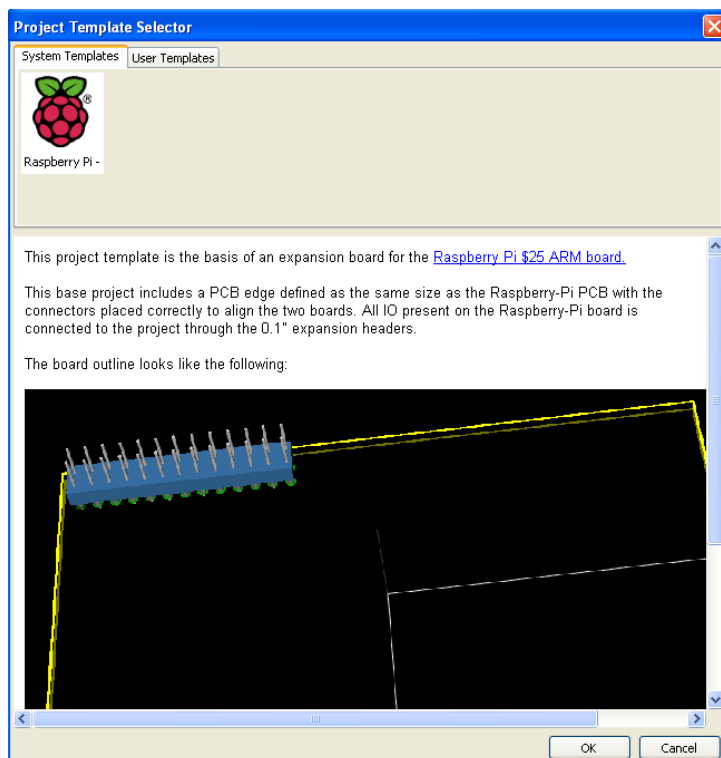 Project Template Selector
System Templates
User Templates
®
Raspberry Pi -
This project template is the basis of an expansion board for the Raspberry Pi $25 ARM board.
This base project includes a PCB edge defined as the same size as the Raspberry-Pi PCB with the
connectors placed correctly to align the two boards. All IO present on the Raspberry-Pi board is
connected to the project through the 0.1" expansion headers.
The board outline looks like the following:
OK
Cancel